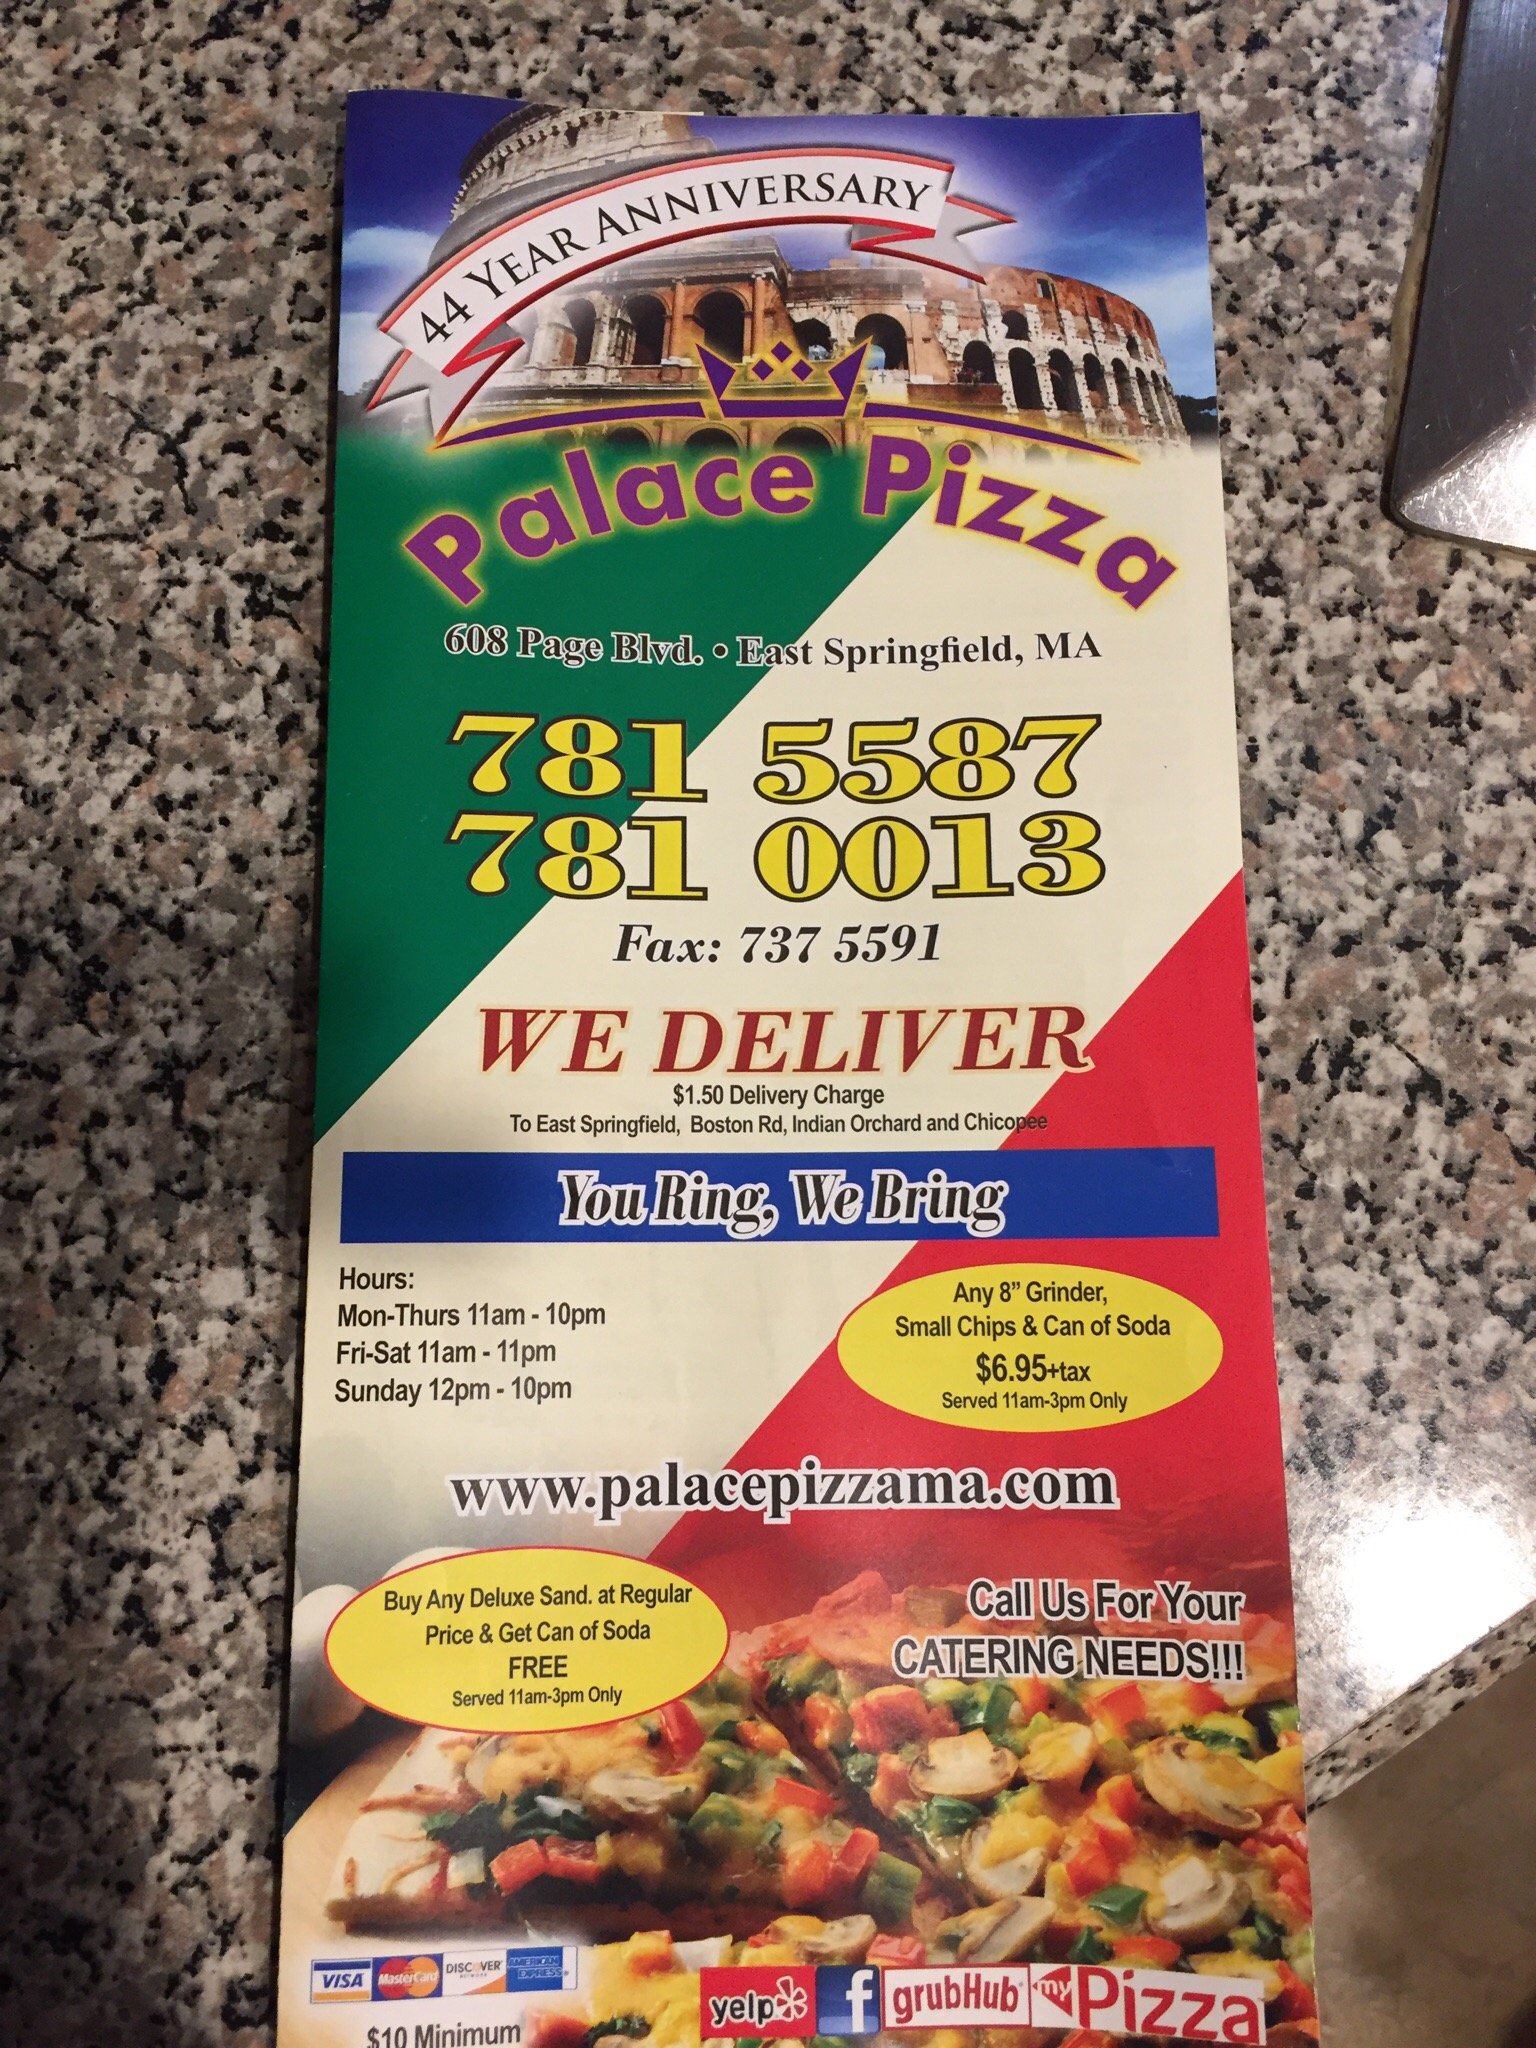 44 YEAR ANNIVERSARY
Palace Pizza
608 Page Blvd. • East Springfield, MA
781 5587
781 0013
Fax: 737 5591
WE DELIVER
$1.50 Delivery Charge
To East Springfield, Boston Rd, Indian Orchard and Chicopee
You Ring, We Bring
Hours:
Mon-Thurs 11am - 10pm
Fri-Sat 11am - 11pm
Sunday 12pm - 10pm
Any 8” Grinder,
Small Chips & Can of Soda
$6.95+tax
Served 11am-3pm Only
www.palacepizzama.com
Buy Any Deluxe Sand. at Regular
Price & Get Can of Soda
FREE
Served 11am-3pm Only
Call Us For Your
CATERING NEEDS!!!
VISA MasterCard DISCOVER NETWORK AMERICAN EXPRESS
$10 Minimum
yelp f grubHub my Pizza